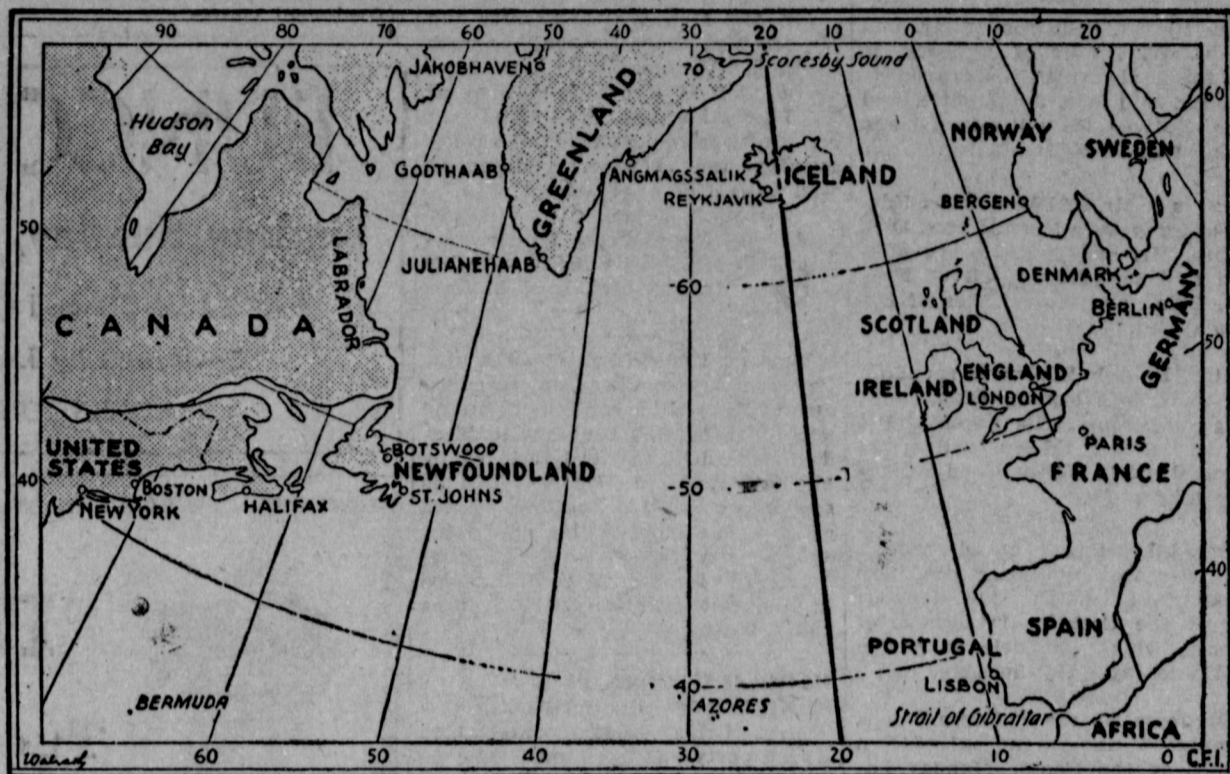 90 80 70 60 50 40 30 20 10 0 10 20
JAKOBHAVEN
70
Scoresby Sound
60
Hudson
Bay
GREENLAND
NORWAY
SWEDEN
GODTHAAB
ANGMAGSSALIK
ICELAND
REYKJAVIK
BERGEN
50
LABRADOR
JULIANEHAAB
DENMARK
60
BERLIN
GERMANY
CANADA
SCOTLAND
50
IRELAND
ENGLAND
LONDON
UNITED
STATES
BOTSWOOD
NEWFOUNDLAND
PARIS
FRANCE
40
BOSTON
ST. JOHNS
50
NEW YORK
HALIFAX
40
SPAIN
PORTUGAL
LISBON
40
BERMUDA
AZORES
Strait of Gibraltar
AFRICA
60 50 40 30 20 10 0 C.F.I.